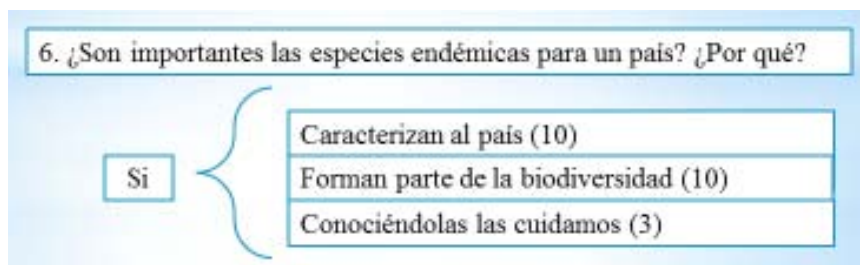 6. ¿Son importantes las especies endémicas para un país? ¿Por qué?
Si
Caracterizan al país (10)
Forman parte de la biodiversidad (10)
Conociéndolas las cuidamos (3)